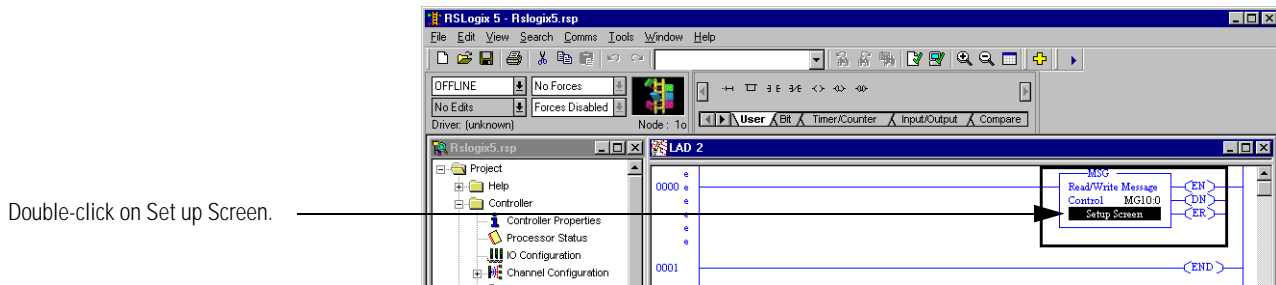 RSLogix 5 - Rslogix5.rsp
File Edit View Search Comms Tools Window Help
OFFLINE No Forces
No Edits Forces Disabled
Driver: (unknown) Node : 1o
User Bit Timer/Counter Input/Output Compare
Rslogix5.rsp
LAD 2
Project
Help
Controller
Controller Properties
Processor Status
IO Configuration
Channel Configuration
e
0000 e
e
e
e
e
MSG
Read/Write Message
Control MG10:0
Setup Screen
EN
DN
ER
0001
END
Double-click on Set up Screen.